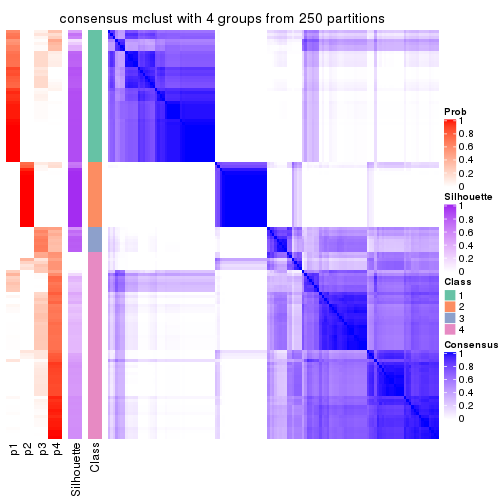 consensus mclust with 4 groups from 250 partitions
Prob
1
0.8
0.6
0.4
0.2
0
Silhouette
1
0.8
0.6
0.4
0.2
0
Class
1
2
3
4
Consensus
1
0.8
0.6
0.4
0.2
0
p1
p2
p3
p4
Silhouette
Class